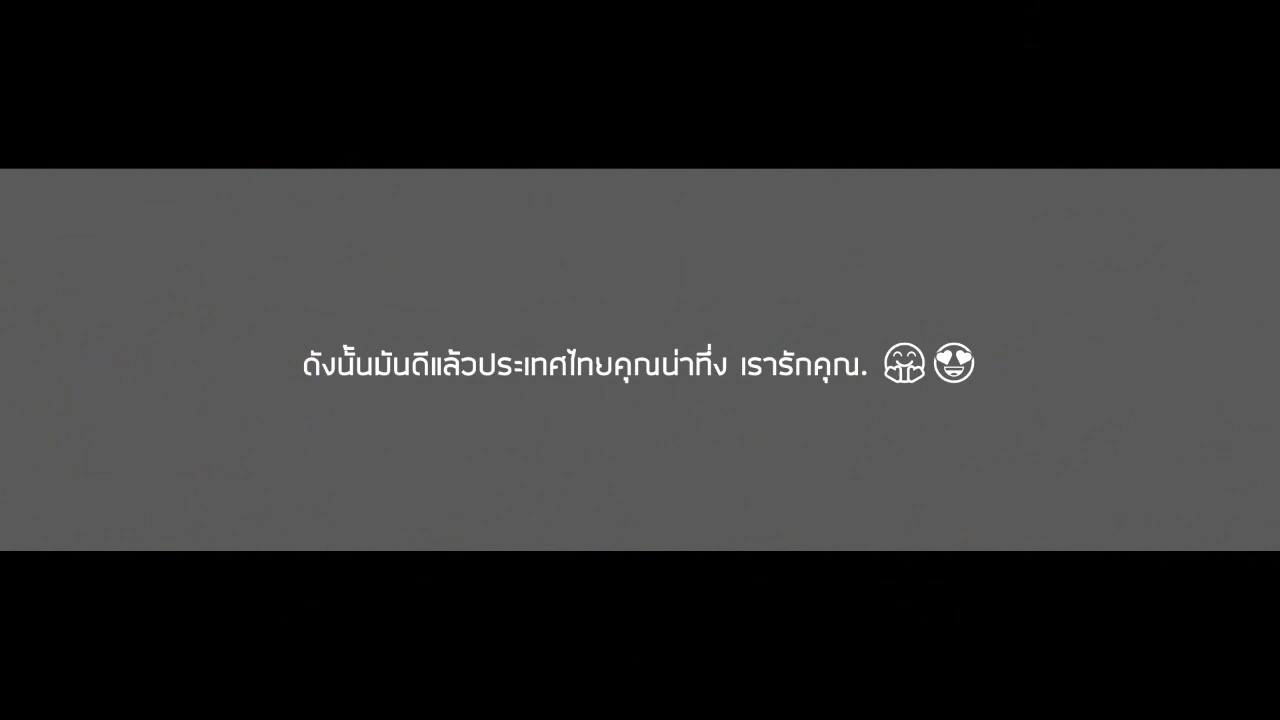 ดังนั้นมันดีแล้วประเทศไทยคุณน่าทึ่ง เรารักคุณ. 🤗😍